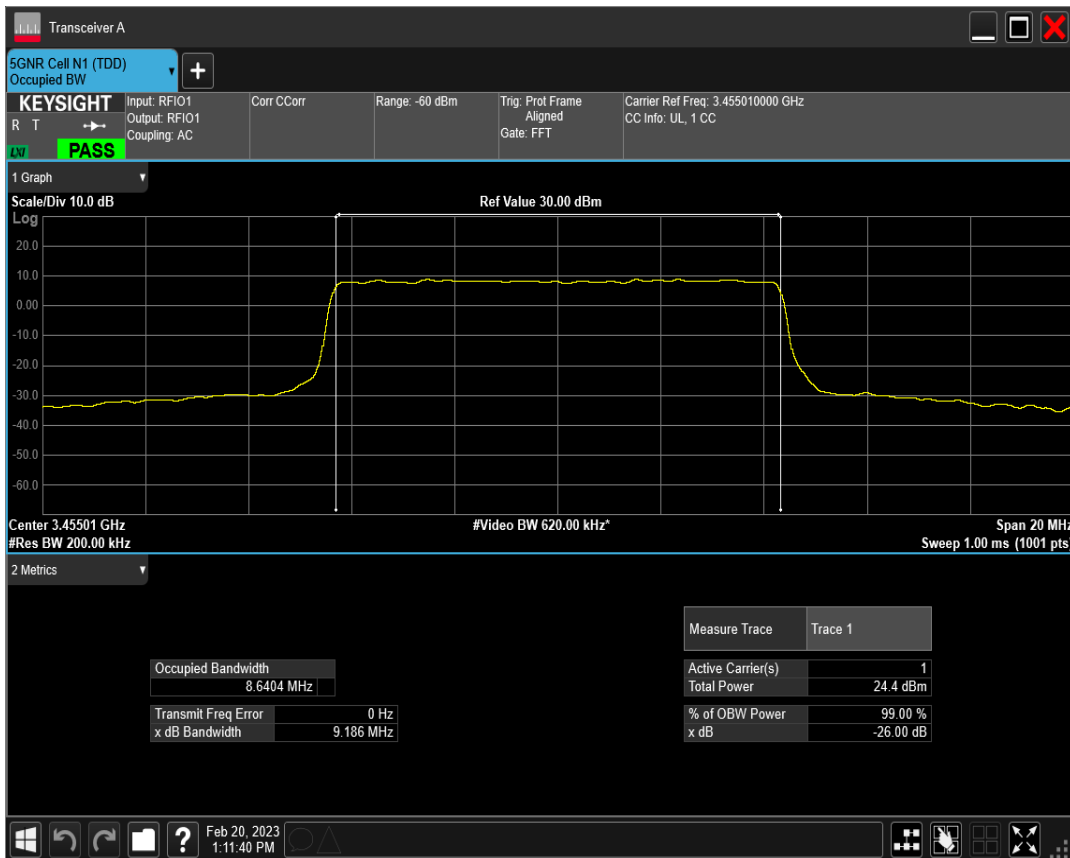 Transceiver A
5GNR Cell N1 (TDD)
Occupied BW
+
KEYSIGHT
R T
LXI
PASS
Input: RFIO1
Output: RFIO1
Coupling: AC
Corr CCorr
Range: -60 dBm
Trig: Prot Frame
Aligned
Gate: FFT
Carrier Ref Freq: 3.455010000 GHz
CC Info: UL, 1 CC
1 Graph
Scale/Div 10.0 dB
Ref Value 30.00 dBm
Log
20.0
10.0
0.00
-10.0
-20.0
-30.0
-40.0
-50.0
-60.0
Center 3.45501 GHz
#Video BW 620.00 kHz*
Span 20 MHz
#Res BW 200.00 kHz
Sweep 1.00 ms (1001 pts)
2 Metrics
Measure Trace Trace 1
Occupied Bandwidth
8.6404 MHz
Active Carrier(s) 1
Total Power 24.4 dBm
Transmit Freq Error 0 Hz
x dB Bandwidth 9.186 MHz
% of OBW Power 99.00 %
x dB -26.00 dB
?
Feb 20, 2023
1:11:40 PM